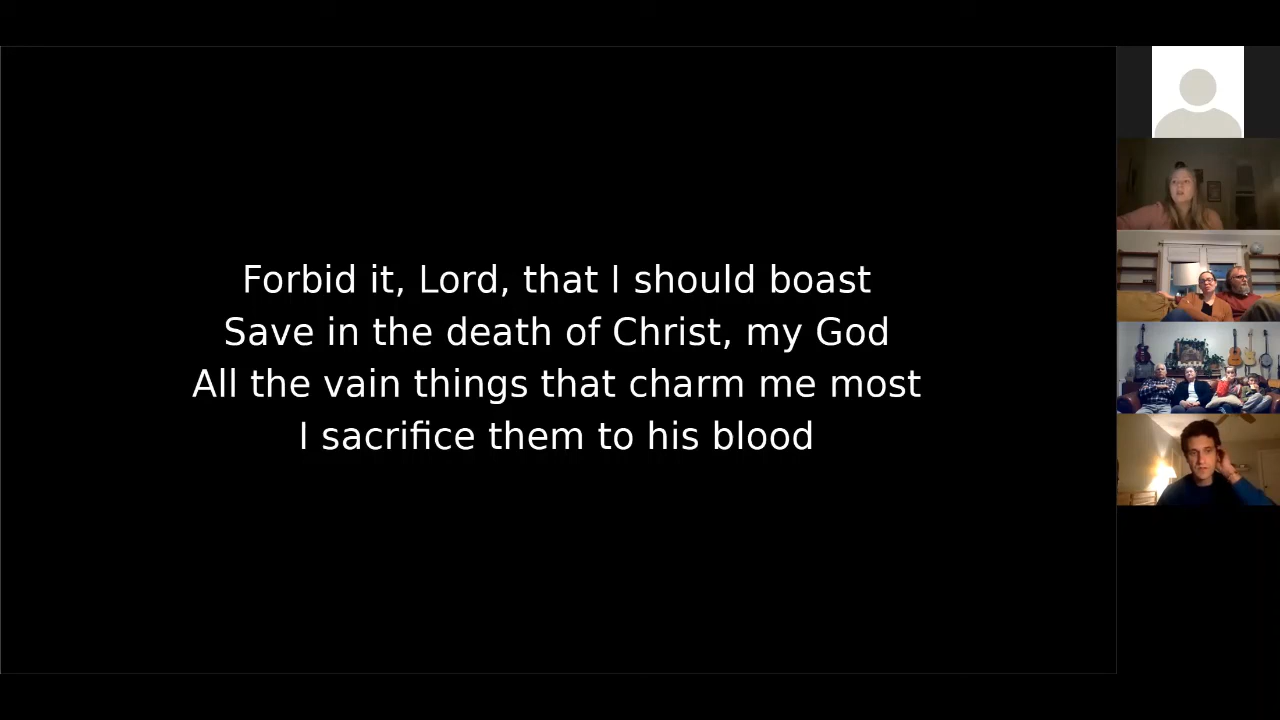 Forbid it, Lord, that I should boast
Save in the death of Christ, my God
All the vain things that charm me most
I sacrifice them to his blood